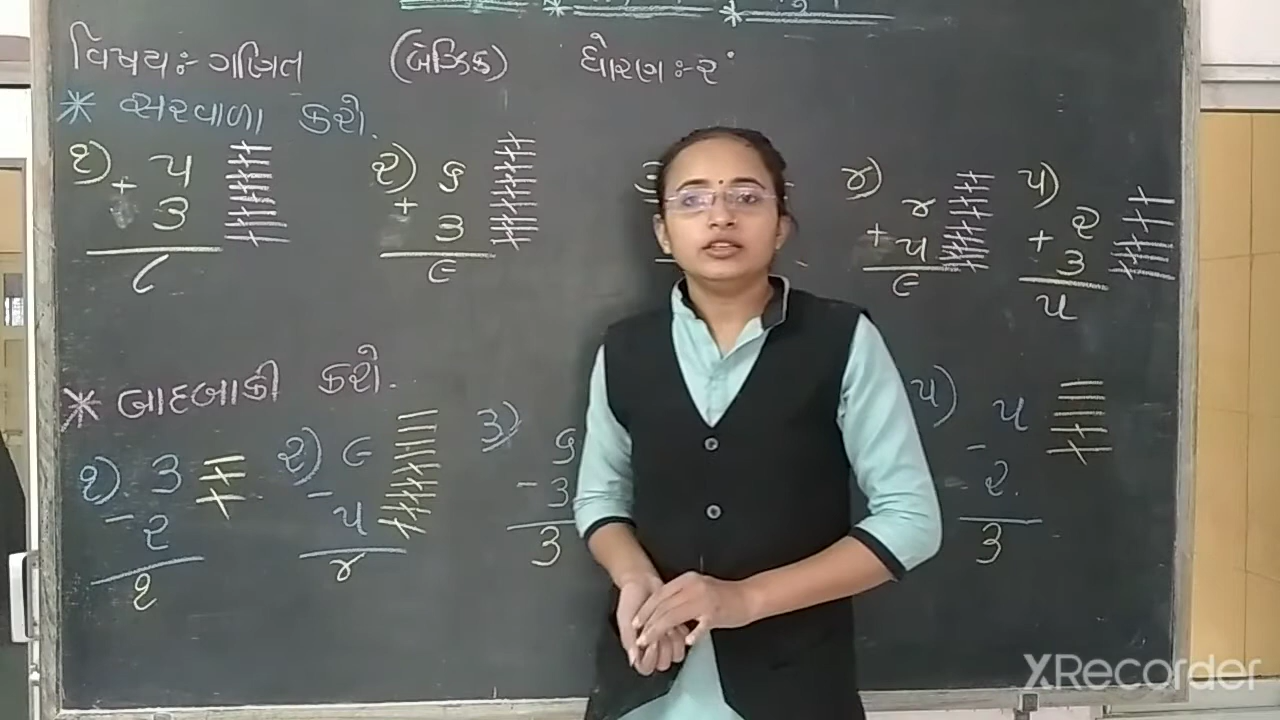 વિષય:- ગણિત (બેઝિક) ધોરણ:- ૨
* સરવાળા કરો.
૧) ૫ + ૩ ૮
૨) ૬ + ૩ ૯
૩
૪) ૪ + ૫ ૯
૫) ૨ + ૩ ૫
* બાદબાકી કરો.
૧) ૩ - ૨ ૧
૨) ૯ - ૫ ૪
૩) ૬ - ૩ ૩
૫) ૫ - ૨ ૩
XRecorder